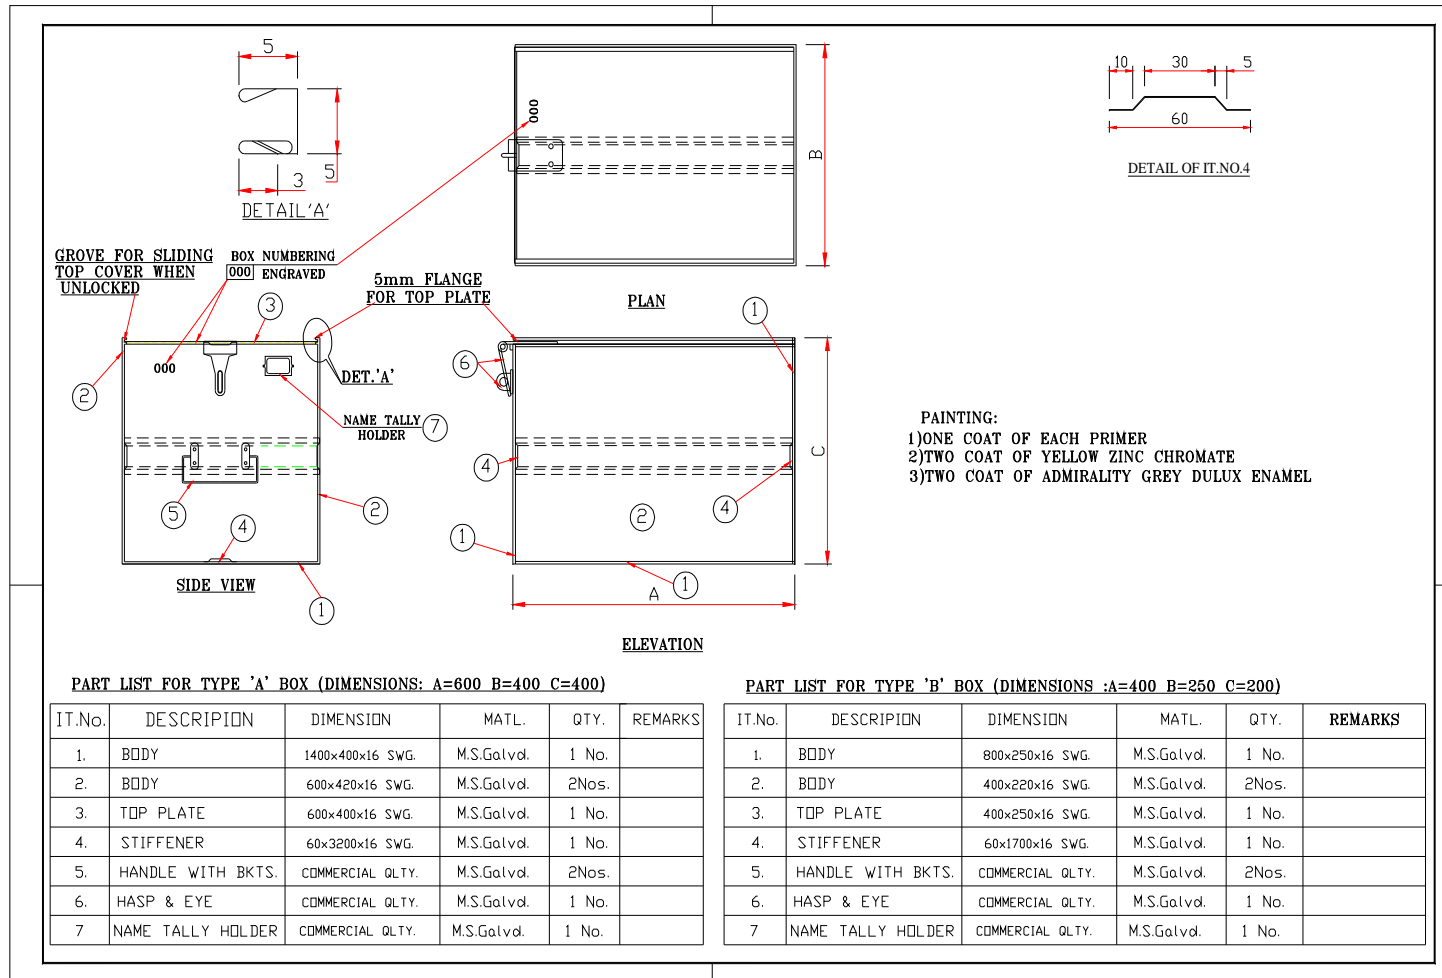 5
5
3
DETAIL'A'
000
B
PLAN
10 30 5
60
DETAIL OF IT.NO.4
GROVE FOR SLIDING
TOP COVER WHEN
UNLOCKED
BOX NUMBERING
000 ENGRAVED
5mm FLANGE
FOR TOP PLATE
3
000
2
DET.'A'
NAME TALLY
HOLDER
7
5
4
2
1
SIDE VIEW
1
6
4
4
2
1
1
A
C
ELEVATION
PAINTING:
1)ONE COAT OF EACH PRIMER
2)TWO COAT OF YELLOW ZINC CHROMATE
3)TWO COAT OF ADMIRALITY GREY DULUX ENAMEL
PART LIST FOR TYPE 'A' BOX (DIMENSIONS: A=600 B=400 C=400)
IT.No. DESCRIPION DIMENSION MATL. QTY. REMARKS
1. BODY 1400x400x16 SWG. M.S.Galvd. 1 No.
2. BODY 600x420x16 SWG. M.S.Galvd. 2Nos.
3. TOP PLATE 600x400x16 SWG. M.S.Galvd. 1 No.
4. STIFFENER 60x3200x16 SWG. M.S.Galvd. 1 No.
5. HANDLE WITH BKTS. COMMERCIAL QLTY. M.S.Galvd. 2Nos.
6. HASP & EYE COMMERCIAL QLTY. M.S.Galvd. 1 No.
7 NAME TALLY HOLDER COMMERCIAL QLTY. M.S.Galvd. 1 No.
PART LIST FOR TYPE 'B' BOX (DIMENSIONS :A=400 B=250 C=200)
IT.No. DESCRIPION DIMENSION MATL. QTY. REMARKS
1. BODY 800x250x16 SWG. M.S.Galvd. 1 No.
2. BODY 400x220x16 SWG. M.S.Galvd. 2Nos.
3. TOP PLATE 400x250x16 SWG. M.S.Galvd. 1 No.
4. STIFFENER 60x1700x16 SWG. M.S.Galvd. 1 No.
5. HANDLE WITH BKTS. COMMERCIAL QLTY. M.S.Galvd. 2Nos.
6. HASP & EYE COMMERCIAL QLTY. M.S.Galvd. 1 No.
7 NAME TALLY HOLDER COMMERCIAL QLTY. M.S.Galvd. 1 No.